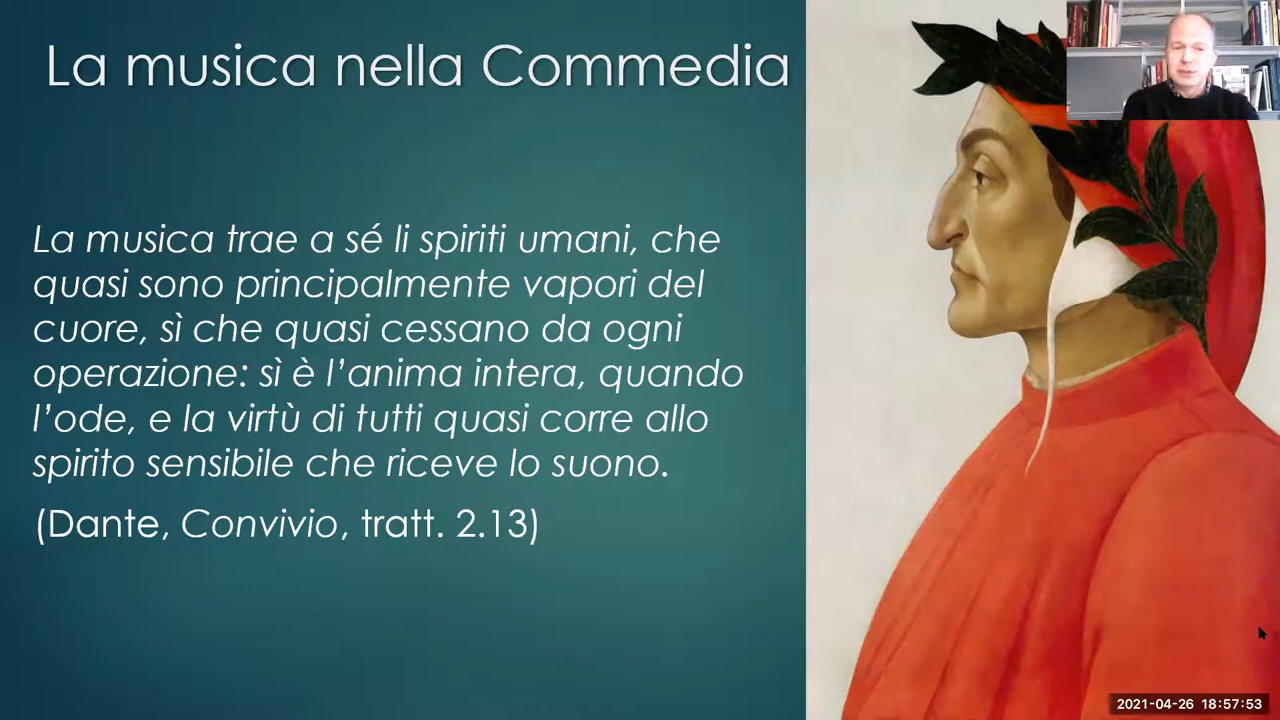 La musica nella Commedia
La musica trae a sé li spiriti umani, che
quasi sono principalmente vapori del
cuore, sì che quasi cessano da ogni
operazione: sì è l’anima intera, quando
l’ode, e la virtù di tutti quasi corre allo
spirito sensibile che riceve lo suono.
(Dante, Convivio, tratt. 2.13)
2021-04-26 18:57:53